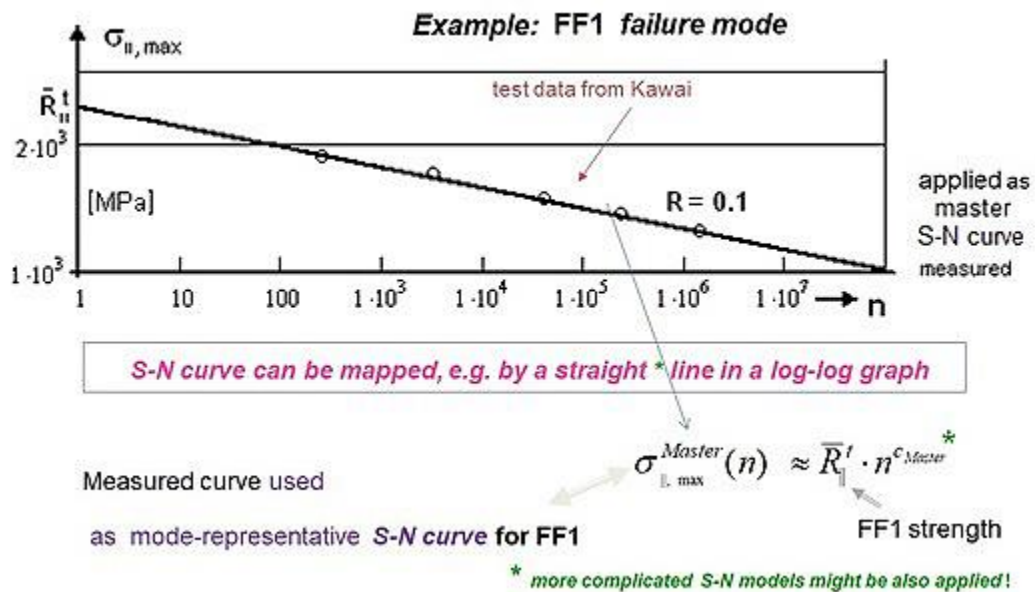 Example: FF1 failure mode
σ II, max
test data from Kawai
R̄ᵗ II
2·10³
[MPa]
R = 0.1
applied as
master
S-N curve
measured
1·10³
1 10 100 1·10³ 1·10⁴ 1·10⁵ 1·10⁶ 1·10⁷ n
S-N curve can be mapped, e.g. by a straight * line in a log-log graph
σ^Master ∥, max (n) ≈ R̄ᵗ∥ · n^c Master *
Measured curve used
FF1 strength
as mode-representative S-N curve for FF1
* more complicated S-N models might be also applied!